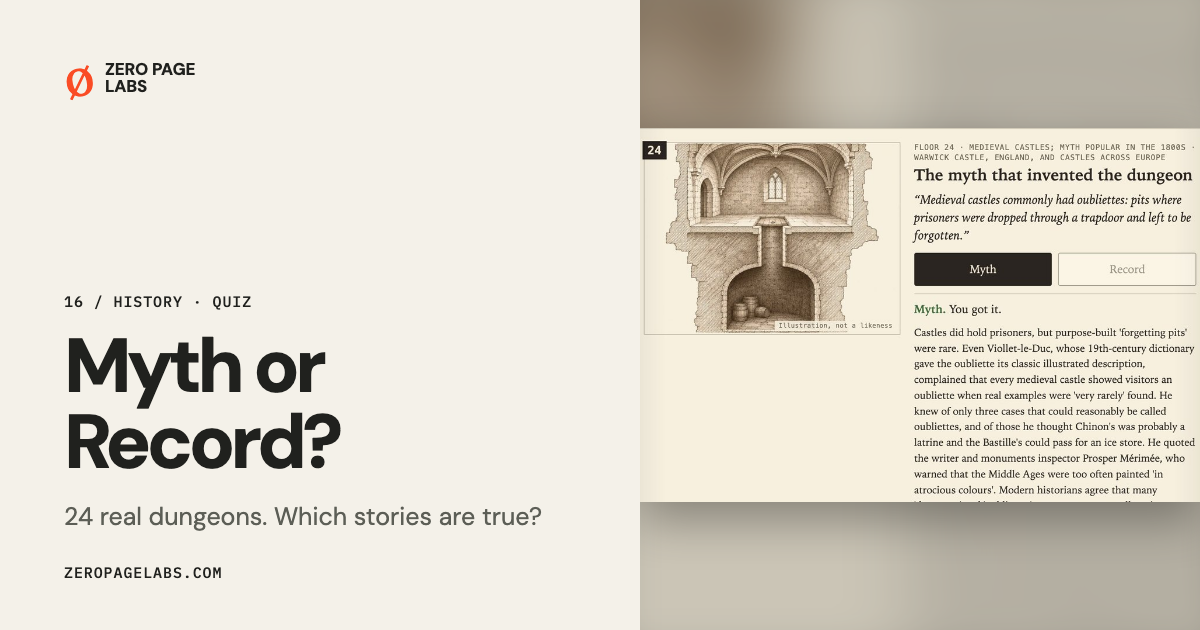 ZERO PAGE
LABS
16 / HISTORY · QUIZ
Myth or
Record?
24 real dungeons. Which stories are true?
ZEROPAGELABS.COM
24
Illustration, not a likeness
FLOOR 24 · MEDIEVAL CASTLES; MYTH POPULAR IN THE 1800S ·
WARWICK CASTLE, ENGLAND, AND CASTLES ACROSS EUROPE
The myth that invented the dungeon
“Medieval castles commonly had oubliettes: pits where
prisoners were dropped through a trapdoor and left to be
forgotten.”
Myth
Record
Myth. You got it.
Castles did hold prisoners, but purpose-built 'forgetting pits'
were rare. Even Viollet-le-Duc, whose 19th-century dictionary
gave the oubliette its classic illustrated description,
complained that every medieval castle showed visitors an
oubliette when real examples were 'very rarely' found. He
knew of only three cases that could reasonably be called
oubliettes, and of those he thought Chinon's was probably a
latrine and the Bastille's could pass for an ice store. He quoted
the writer and monuments inspector Prosper Mérimée, who
warned that the Middle Ages were too often painted 'in
atrocious colours'. Modern historians agree that many